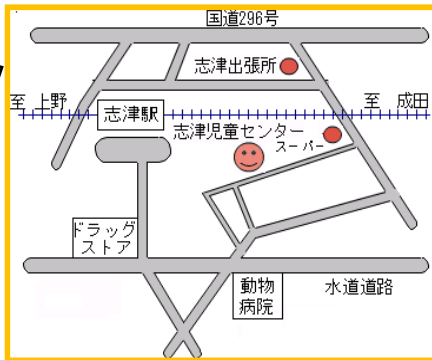 国道296号
志津出張所
至 上野
至 成田
志津駅
志津児童センター
スーパー
ドラッグ
ストア
動物
病院
水道道路